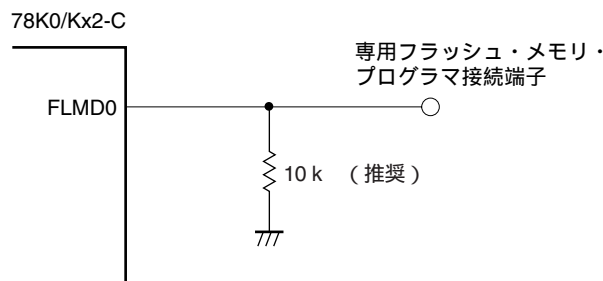 78K0/Kx2-C
専用フラッシュ・メモリ・
プログラマ接続端子
FLMD0
10 k （推奨）